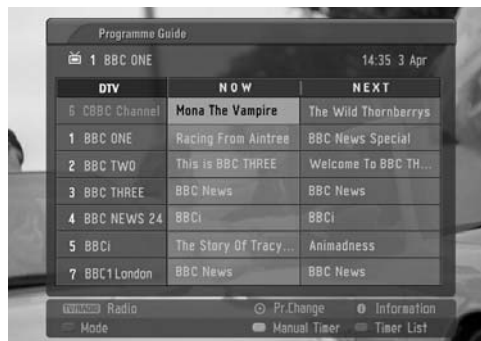 Programme Guide
1 BBC ONE 14:35 3 Apr
DTV NOW NEXT
6 CBBC Channel Mona The Vampire The Wild Thornberrys
1 BBC ONE Racing From Aintree BBC News Special
2 BBC TWO This is BBC THREE Welcome To BBC TH...
3 BBC THREE BBC News BBC News
4 BBC NEWS 24 BBCi BBCi
5 BBCi The Story Of Tracy... Animadness
7 BBC1 London BBC News BBC News
TV/RADIO Radio Pr.Change i Information
Mode Manual Timer Timer List